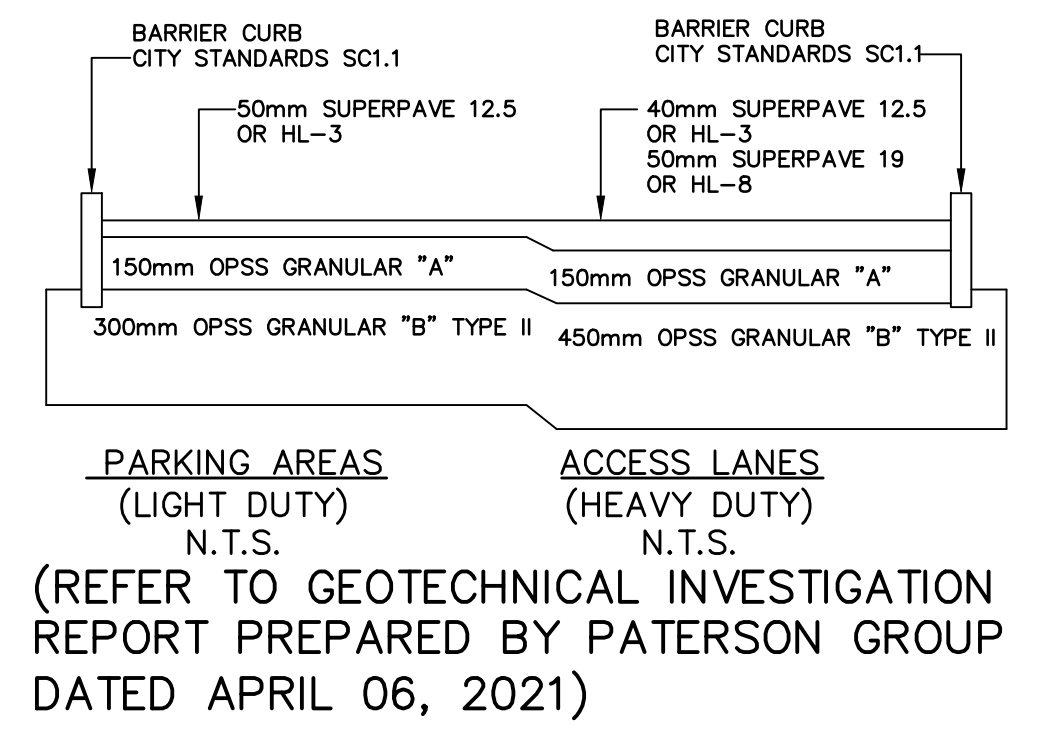 BARRIER CURB
CITY STANDARDS SC1.1
BARRIER CURB
CITY STANDARDS SC1.1
50mm SUPERPAVE 12.5
OR HL-3
40mm SUPERPAVE 12.5
OR HL-3
50mm SUPERPAVE 19
OR HL-8
150mm OPSS GRANULAR "A"
150mm OPSS GRANULAR "A"
300mm OPSS GRANULAR "B" TYPE II
450mm OPSS GRANULAR "B" TYPE II
PARKING AREAS
(LIGHT DUTY)
N.T.S.
ACCESS LANES
(HEAVY DUTY)
N.T.S.
(REFER TO GEOTECHNICAL INVESTIGATION
REPORT PREPARED BY PATERSON GROUP
DATED APRIL 06, 2021)